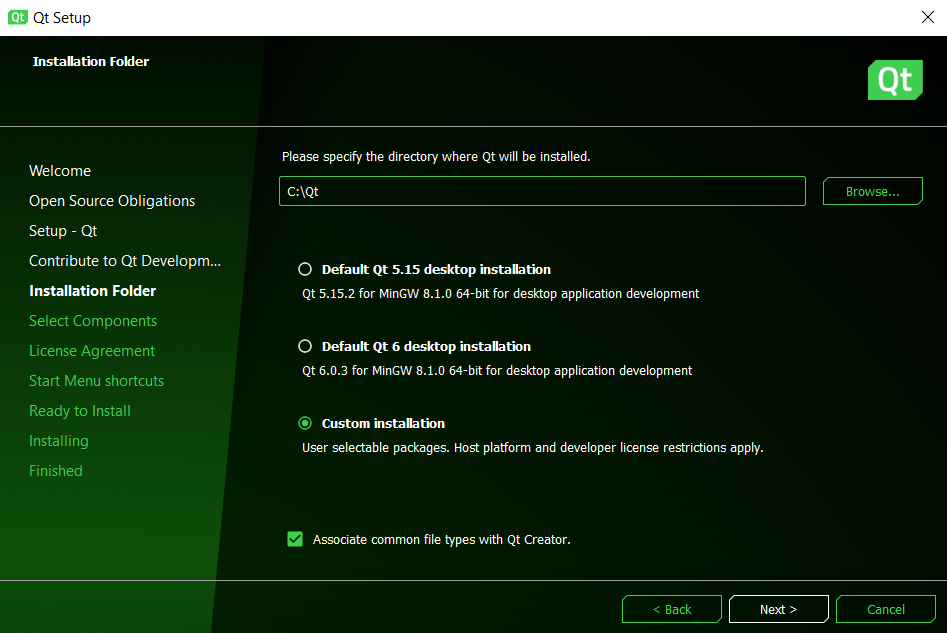 Qt Qt Setup
Installation Folder
Qt
Welcome
Open Source Obligations
Setup - Qt
Contribute to Qt Developm...
Installation Folder
Select Components
License Agreement
Start Menu shortcuts
Ready to Install
Installing
Finished
Please specify the directory where Qt will be installed.
C:\Qt
Browse...
Default Qt 5.15 desktop installation
Qt 5.15.2 for MinGW 8.1.0 64-bit for desktop application development
Default Qt 6 desktop installation
Qt 6.0.3 for MinGW 8.1.0 64-bit for desktop application development
Custom installation
User selectable packages. Host platform and developer license restrictions apply.
Associate common file types with Qt Creator.
< Back
Next >
Cancel